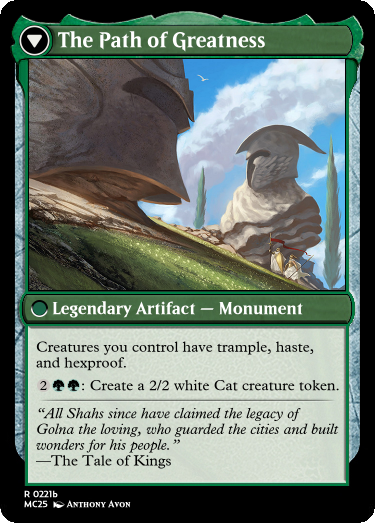 The Path of Greatness
Legendary Artifact — Monument
Creatures you control have trample, haste,
and hexproof.
2: Create a 2/2 white Cat creature token.
“All Shahs since have claimed the legacy of
Golna the loving, who guarded the cities and built
wonders for his people.”
—The Tale of Kings
R 0221b
MC25 Anthony Avon